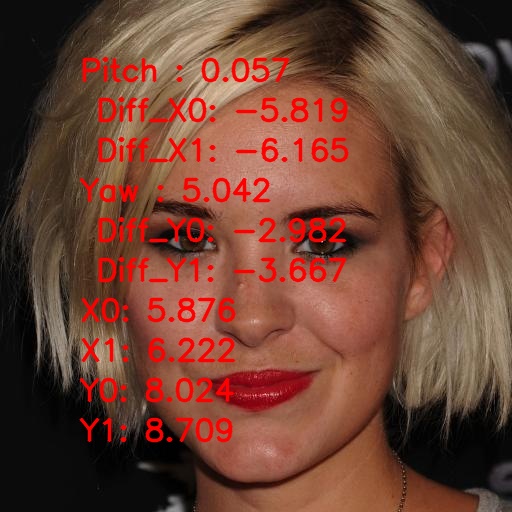 Pitch : 0.057
Diff_X0: -5.819
Diff_X1: -6.165
Yaw : 5.042
Diff_Y0: -2.982
Diff_Y1: -3.667
X0: 5.876
X1: 6.222
Y0: 8.024
Y1: 8.709